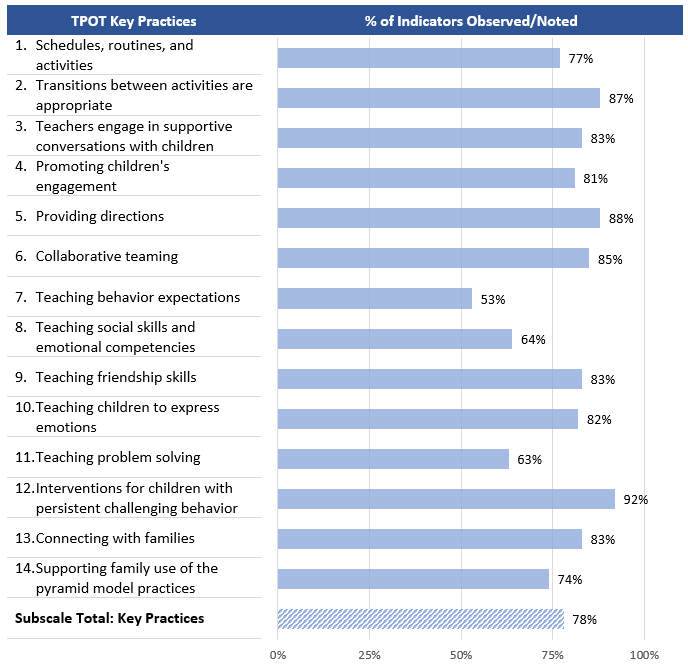 TPOT Key Practices % of Indicators Observed/Noted
1. Schedules, routines, and
activities
77%
2. Transitions between activities are
appropriate
87%
3. Teachers engage in supportive
conversations with children
83%
4. Promoting children's
engagement
81%
5. Providing directions
88%
6. Collaborative teaming
85%
7. Teaching behavior expectations
53%
8. Teaching social skills and
emotional competencies
64%
9. Teaching friendship skills
83%
10. Teaching children to express
emotions
82%
11. Teaching problem solving
63%
12. Interventions for children with
persistent challenging behavior
92%
13. Connecting with families
83%
14. Supporting family use of the
pyramid model practices
74%
Subscale Total: Key Practices
78%
0% 25% 50% 75% 100%